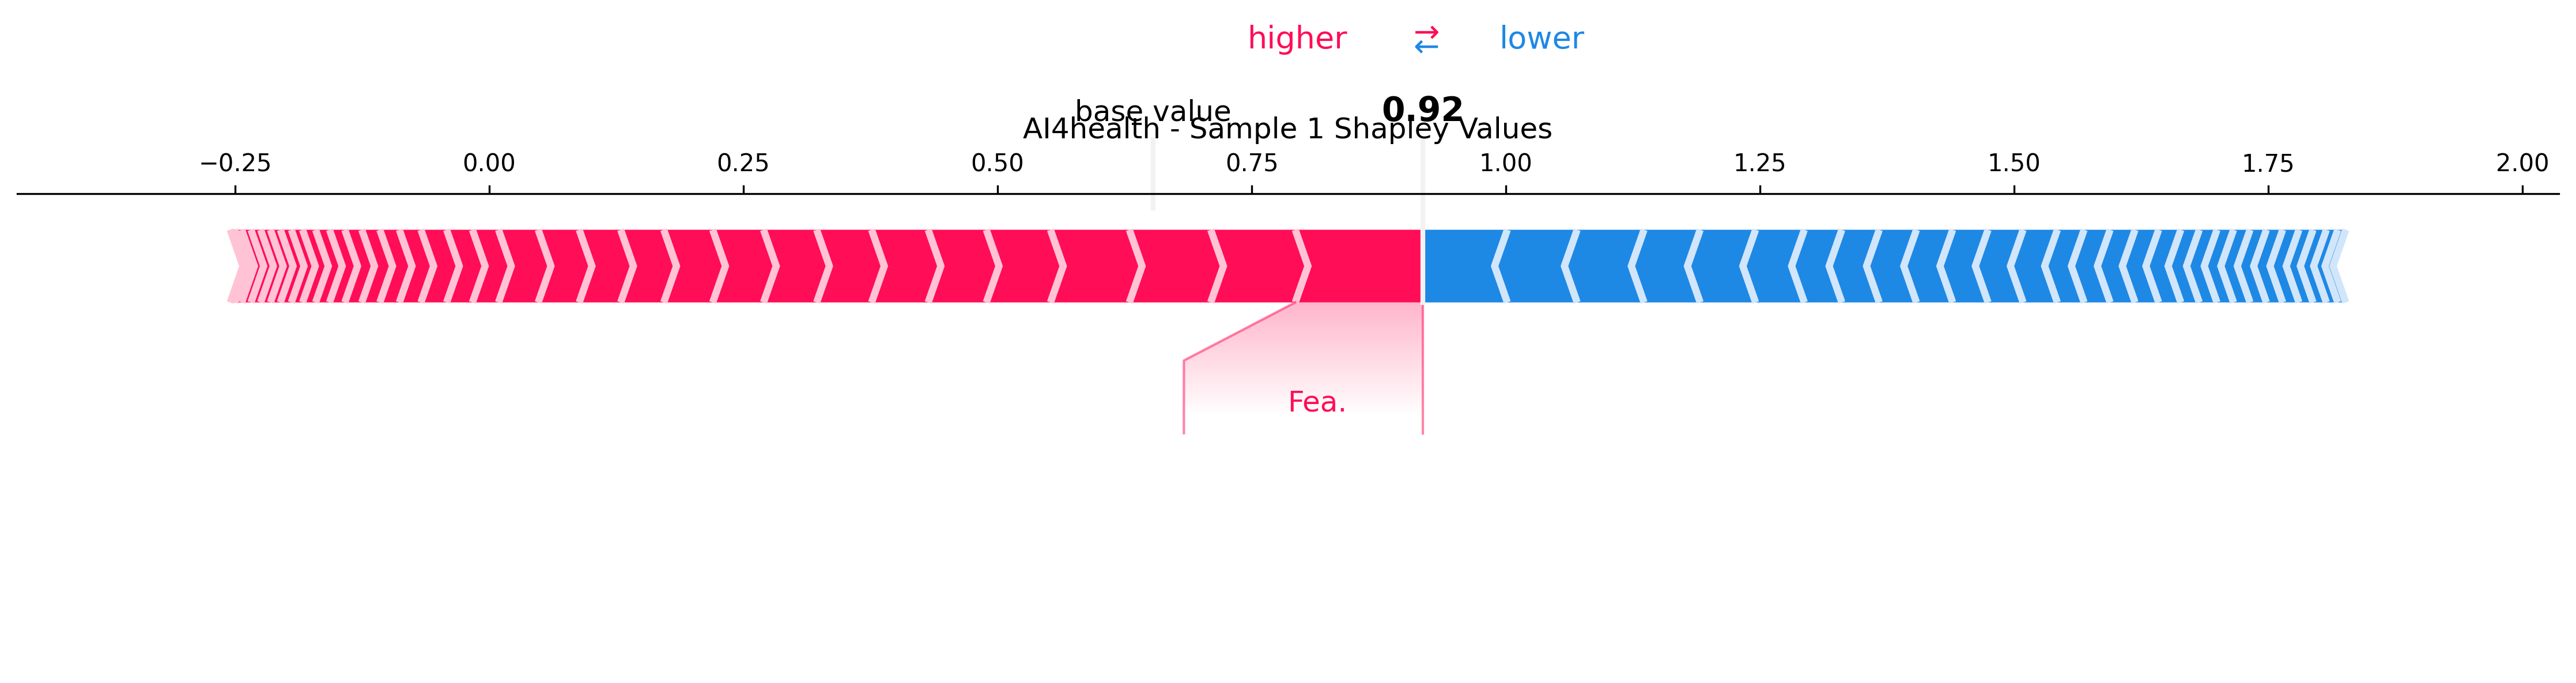 higher ⇄ lower
base value 0.92
AI4health - Sample 1 Shapley Values
−0.25 0.00 0.25 0.50 0.75 1.00 1.25 1.50 1.75 2.00
Fea.